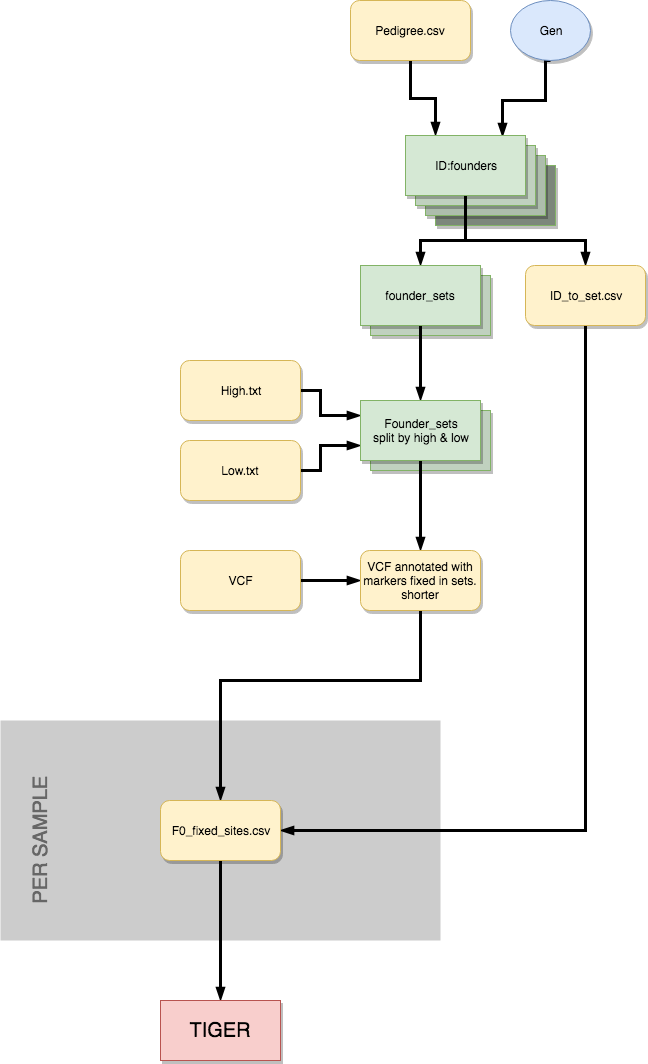 Pedigree.csv
Gen
ID:founders
founder_sets
ID_to_set.csv
High.txt
Founder_sets
split by high & low
Low.txt
VCF
VCF annotated with
markers fixed in sets.
shorter
PER SAMPLE
F0_fixed_sites.csv
TIGER